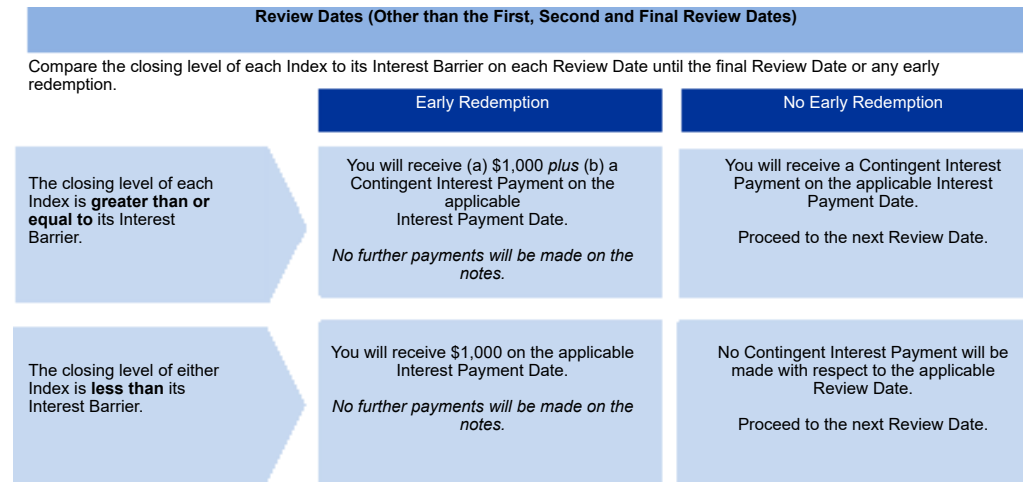 Review Dates (Other than the First, Second and Final Review Dates)
Compare the closing level of each Index to its Interest Barrier on each Review Date until the final Review Date or any early
redemption.
Early Redemption
No Early Redemption
The closing level of each
Index is greater than or
equal to its Interest
Barrier.
You will receive (a) $1,000 plus (b) a
Contingent Interest Payment on the
applicable
Interest Payment Date.
No further payments will be made on the
notes.
You will receive a Contingent Interest
Payment on the applicable Interest
Payment Date.
Proceed to the next Review Date.
The closing level of either
Index is less than its
Interest Barrier.
You will receive $1,000 on the applicable
Interest Payment Date.
No further payments will be made on the
notes.
No Contingent Interest Payment will be
made with respect to the applicable
Review Date.
Proceed to the next Review Date.